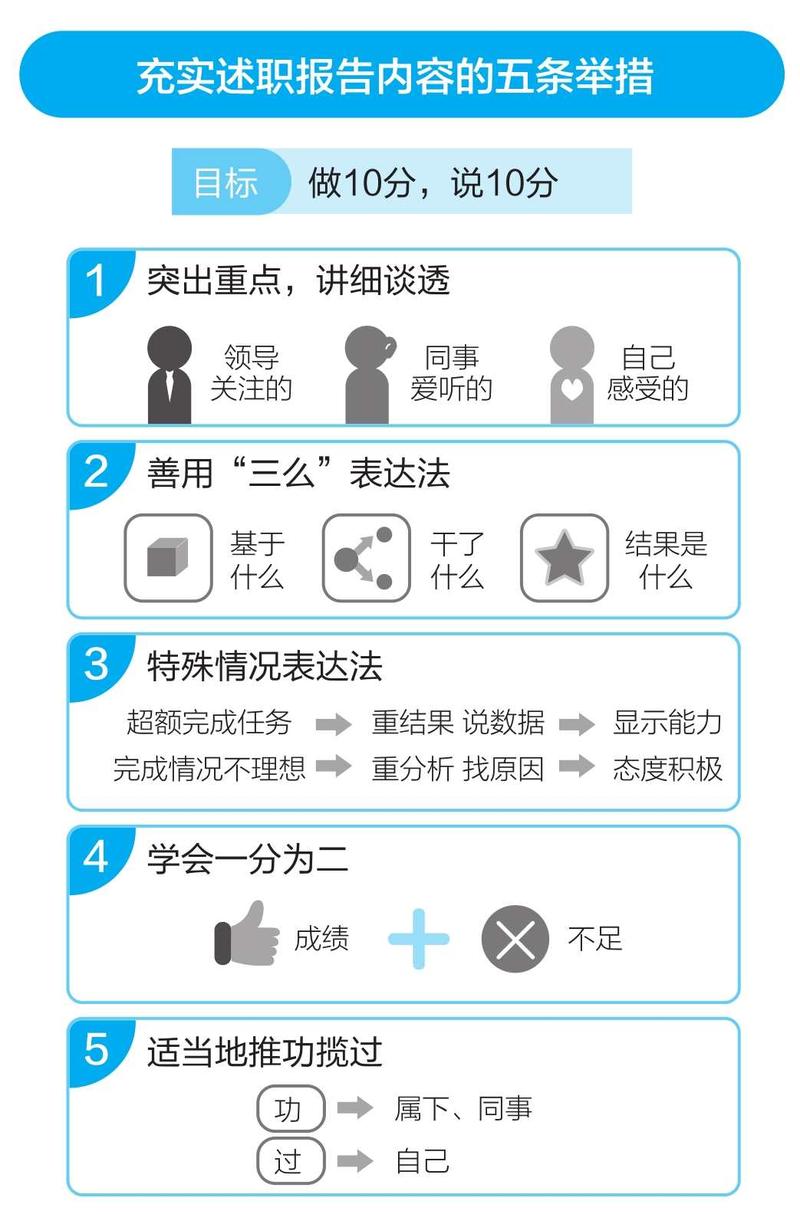 充实述职报告内容的五条举措
目标 做10分，说10分
1 突出重点，讲细谈透
领导
关注的
同事
爱听的
自己
感受的
2 善用“三么”表达法
基于
什么
干了
什么
结果是
什么
3 特殊情况表达法
超额完成任务 重结果 说数据 显示能力
完成情况不理想 重分析 找原因 态度积极
4 学会一分为二
成绩 不足
5 适当地推功揽过
功 属下、同事
过 自己